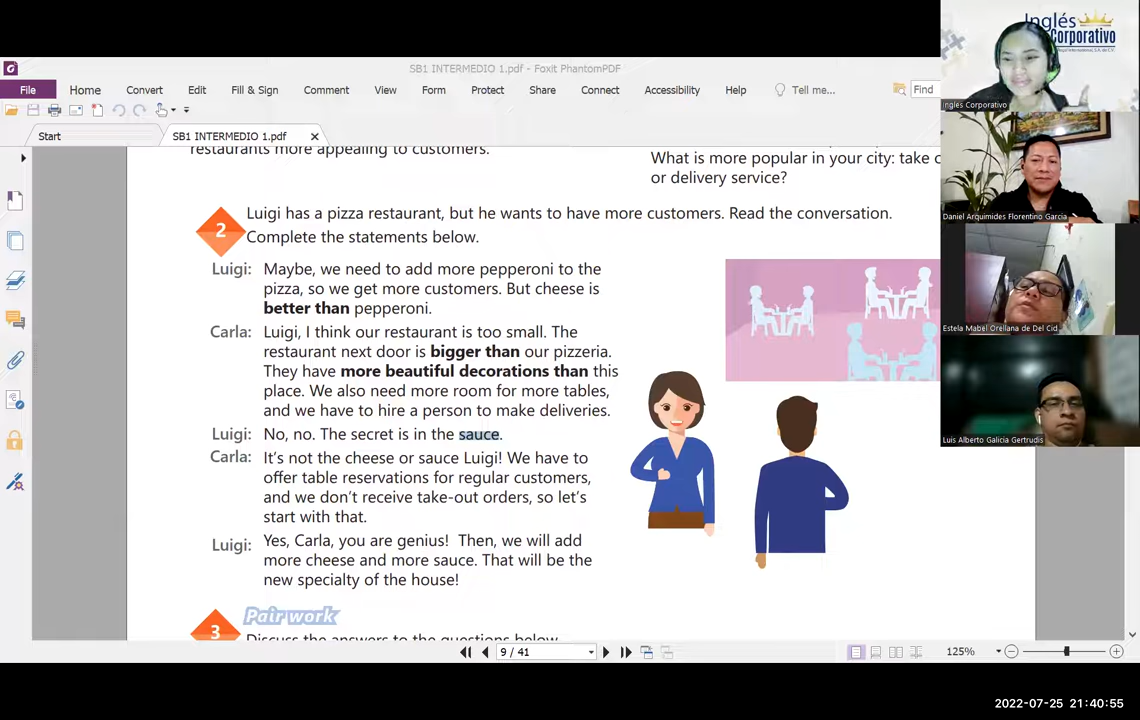 Inglés
Corporativo
SB1 INTERMEDIO 1.pdf - Foxit PhantomPDF
File Home Convert Edit Fill & Sign Comment View Form Protect Share Connect Accessibility Help Tell me... Find
Inglés Corporativo
Start SB1 INTERMEDIO 1.pdf
restaurants more appealing to customers.
What is more popular in your city: take
or delivery service?
Daniel Arquimides Florentino Garcia
2
Luigi has a pizza restaurant, but he wants to have more customers. Read the conversation.
Complete the statements below.
Luigi: Maybe, we need to add more pepperoni to the
pizza, so we get more customers. But cheese is
better than pepperoni.
Carla: Luigi, I think our restaurant is too small. The
restaurant next door is bigger than our pizzeria.
They have more beautiful decorations than this
place. We also need more room for more tables,
and we have to hire a person to make deliveries.
Luigi: No, no. The secret is in the sauce.
Carla: It's not the cheese or sauce Luigi! We have to
offer table reservations for regular customers,
and we don't receive take-out orders, so let's
start with that.
Luigi: Yes, Carla, you are genius! Then, we will add
more cheese and more sauce. That will be the
new specialty of the house!
Estela Mabel Orellana de Del Cid
Luis Alberto Galicia Gertrudis
3
Pair work
Discuss the answers to the questions below
9 / 41
125%
2022-07-25 21:40:55